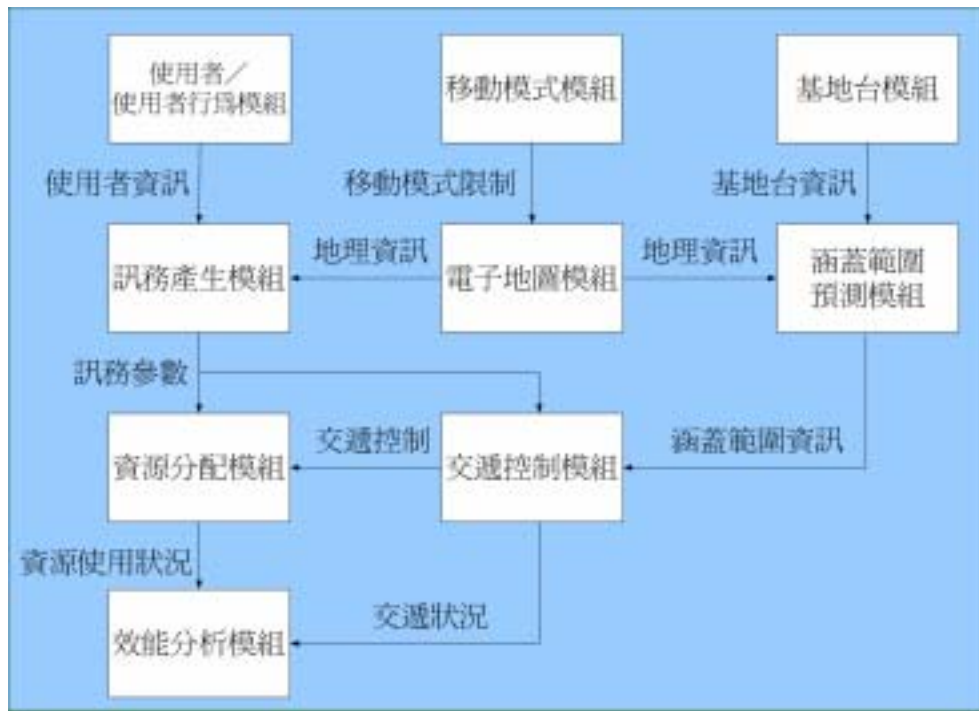 使用者／
使用者行為模組
移動模式模組
基地台模組
使用者資訊
移動模式限制
基地台資訊
訊務產生模組
地理資訊
電子地圖模組
地理資訊
涵蓋範圍
預測模組
訊務參數
資源分配模組
交遞控制
交遞控制模組
涵蓋範圍資訊
資源使用狀況
交遞狀況
效能分析模組